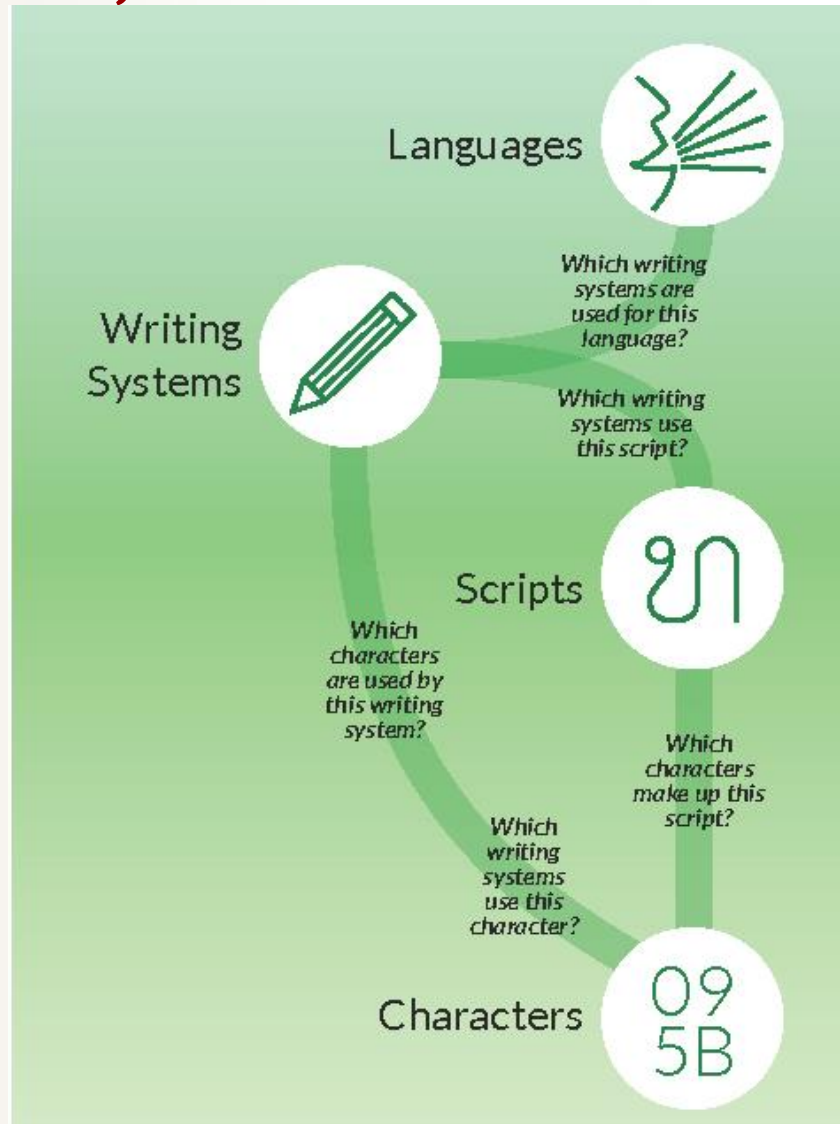 Languages
Which writing
systems are
used for this
language?
Writing
Systems
Which writing
systems use
this script?
Scripts
Which
characters
are used by
this writing
system?
Which
characters
make up this
script?
Which
writing
systems
use this
character?
Characters
09
5B